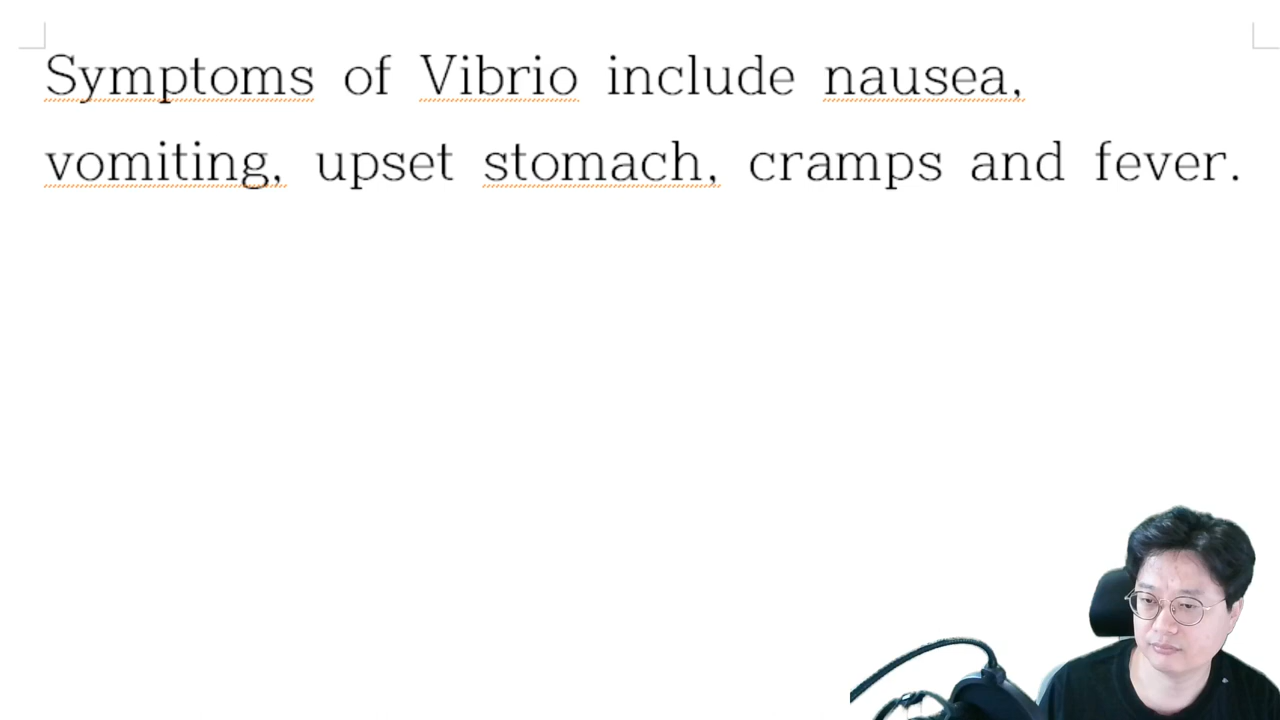 Symptoms of Vibrio include nausea,
vomiting, upset stomach, cramps and fever.